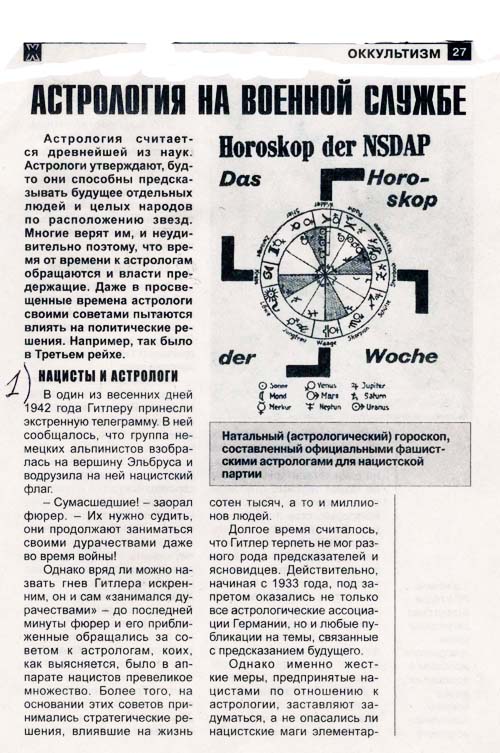 ОККУЛЬТИЗМ 27
АСТРОЛОГИЯ НА ВОЕННОЙ СЛУЖБЕ
Астрология считает-
ся древнейшей из наук.
Астрологи утверждают, буд-
то они способны предска-
зывать будущее отдельных
людей и целых народов
по расположению звезд.
Многие верят им, и неуди-
вительно поэтому, что вре-
мя от времени к астрологам
обращаются и власти пре-
держащие. Даже в просве-
щенные времена астрологи
своими советами пытаются
влиять на политические ре-
шения. Например, так было
в Третьем рейхе.
1)
НАЦИСТЫ И АСТРОЛОГИ
В один из весенних дней
1942 года Гитлеру принесли
экстренную телеграмму. В ней
сообщалось, что группа не-
мецких альпинистов взобра-
лась на вершину Эльбруса и
водрузила на ней нацистский
флаг.
– Сумасшедшие! – заорал
фюрер. – Их нужно судить,
они продолжают заниматься
своими дурачествами даже
во время войны!
Однако вряд ли можно на-
звать гнев Гитлера искрен-
ним, он и сам «занимался ду-
рачествами» – до последней
минуты фюрер и его прибли-
женные обращались за со-
ветом к астрологам, коих,
как выясняется, было в ап-
парате нацистов превеликое
множество. Более того, на
основании этих советов при-
нимались стратегические ре-
шения, влиявшие на жизнь
Horoskop der NSDAP
Das Horo-
skop
der Woche
Jungfrau Waage Skorpion
Sonne Venus Jupiter
Mond Mars Saturn
Merkur Neptun Uranus
Натальный (астрологический) гороскоп,
составленный официальными фашист-
скими астрологами для нацистской
партии
сотен тысяч, а то и миллио-
нов людей.
Долгое время считалось,
что Гитлер терпеть не мог раз-
ного рода предсказателей и
ясновидцев. Действительно,
начиная с 1933 года, под за-
претом оказались не только
все астрологические ассоциа-
ции Германии, но и любые пу-
бликации на темы, связанные
с предсказанием будущего.
Однако именно жест-
кие меры, предпринятые на-
цистами по отношению к
астрологии, заставляют за-
думаться, а не опасались ли
нацистские маги элементар-